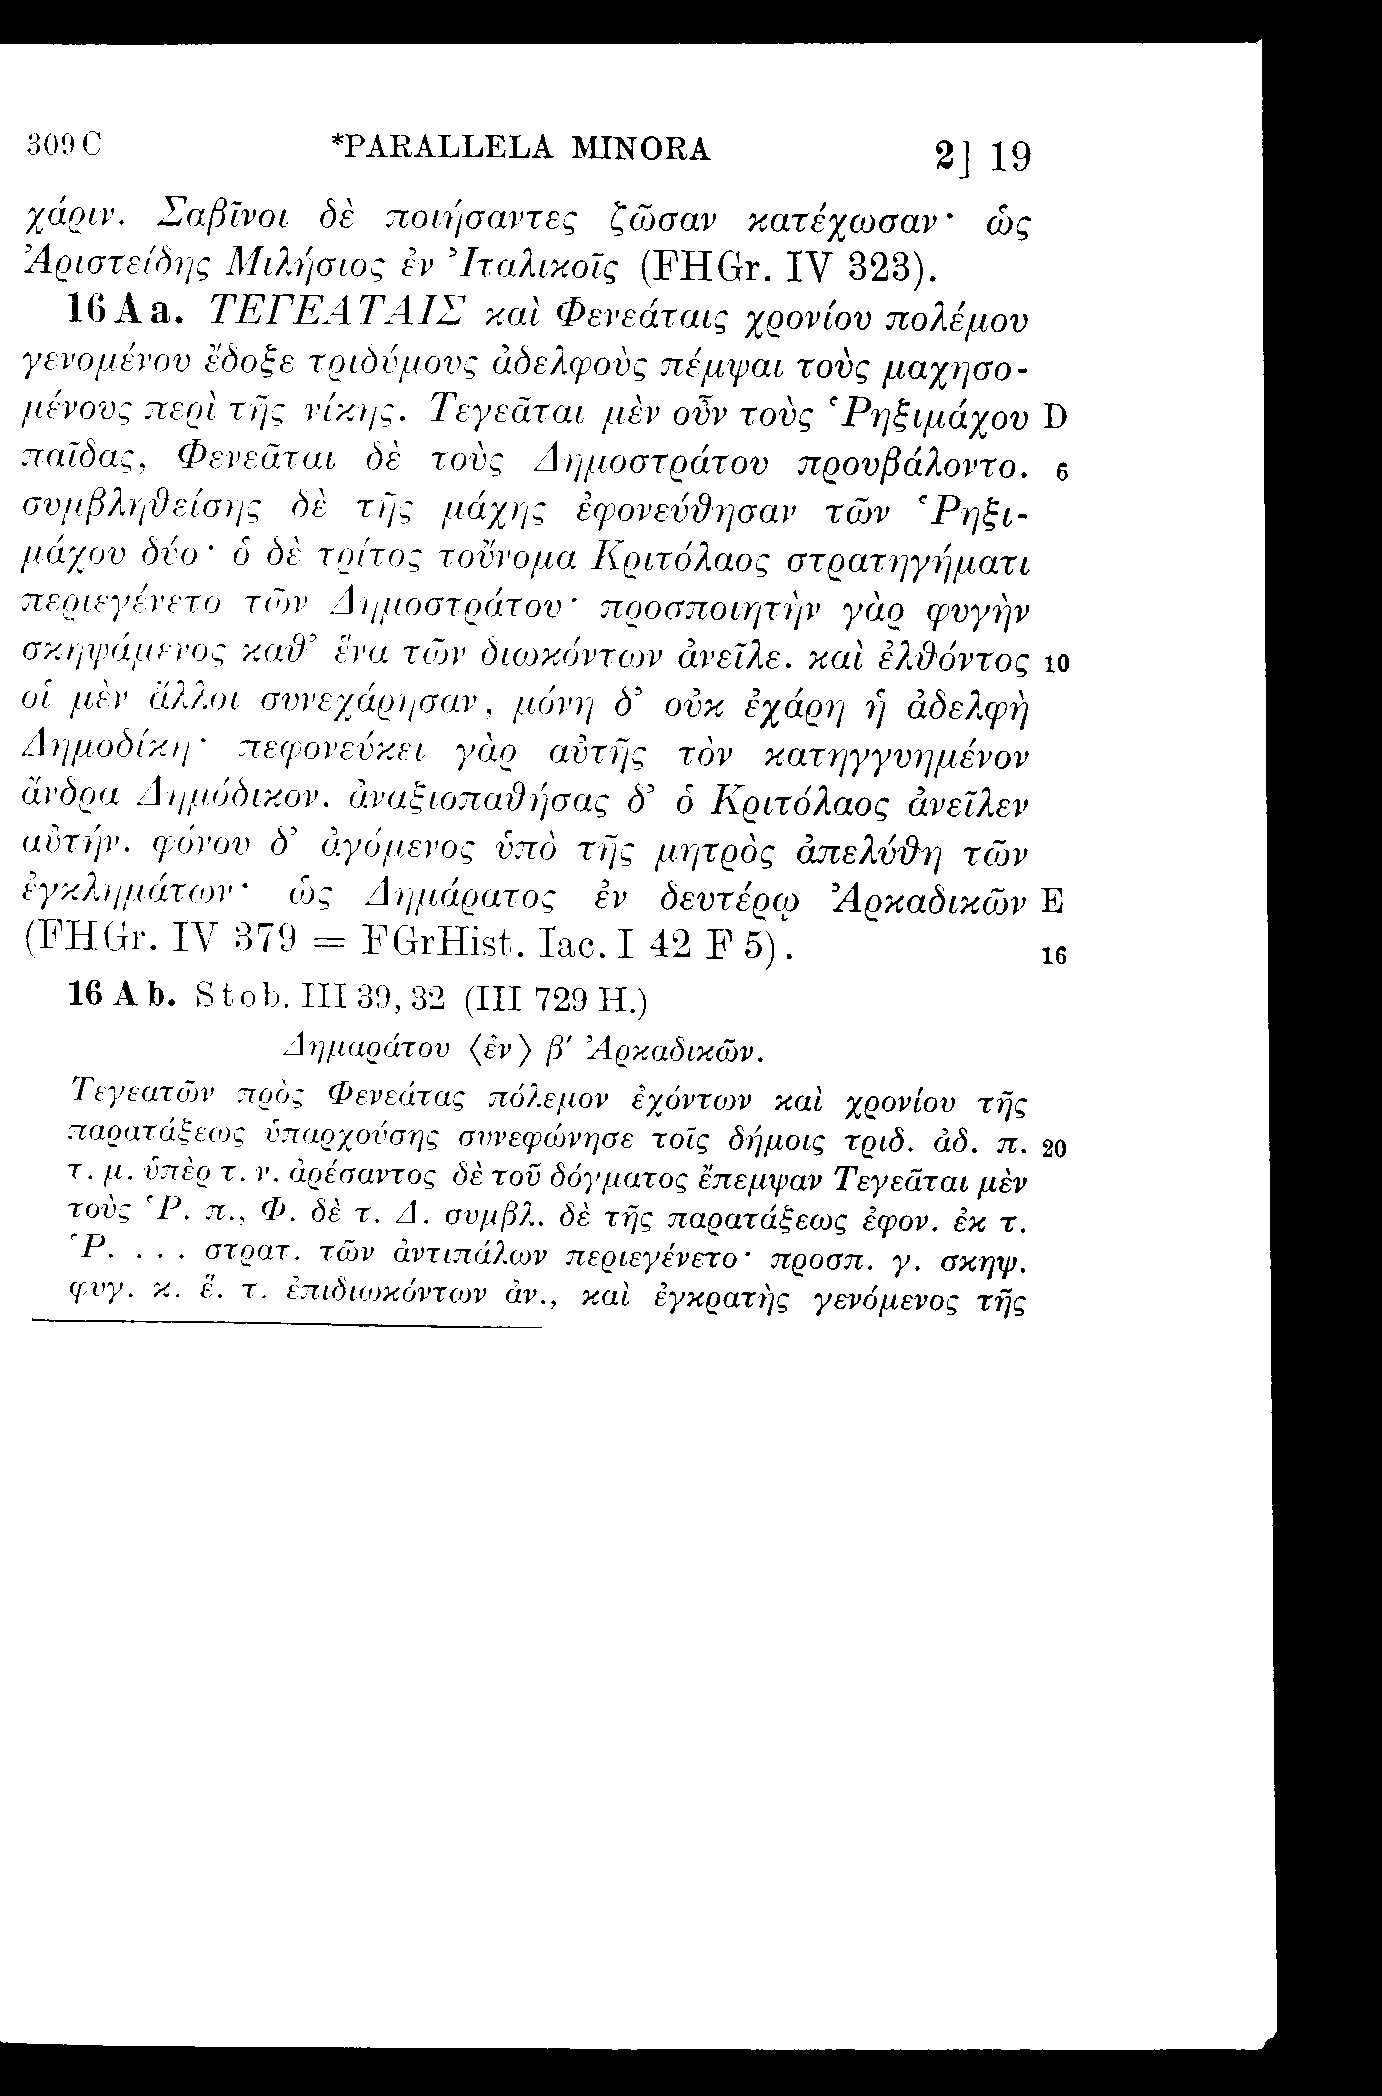 309 C *PARALLELA MINORA 2] 19
χάριν. Σαβῖνοι δὲ ποιήσαντες ζῶσαν κατέχωσαν· ὡς
Ἀριστείδης Μιλήσιος ἐν Ἰταλικοῖς (FHGr. IV 323).
16 A a. ΤΕΓΕΑΤΑΙΣ καὶ Φενεάταις χρονίου πολέμου
γενομένου ἔδοξε τριδύμους ἀδελφοὺς πέμψαι τοὺς μαχησο-
μένους περὶ τῆς νίκης. Τεγεᾶται μὲν οὖν τοὺς Ῥηξιμάχου D
παῖδας, Φενεᾶται δὲ τοὺς Δημοστράτου προυβάλοντο. 6
συμβληθείσης δὲ τῆς μάχης ἐφονεύθησαν τῶν Ῥηξι-
μάχου δύο· ὁ δὲ τρίτος τοὔνομα Κριτόλαος στρατηγήματι
περιεγένετο τῶν Δημοστράτου· προσποιητὴν γὰρ φυγὴν
σκηψάμενος καθ’ ἕνα τῶν διωκόντων ἀνεῖλε. καὶ ἐλθόντος 10
οἱ μὲν ἄλλοι συνεχάρησαν, μόνη δ’ οὐκ ἐχάρη ἡ ἀδελφὴ
Δημοδίκη· πεφονεύκει γὰρ αὐτῆς τὸν κατηγγυημένον
ἄνδρα Δημόδικον. ἀναξιοπαθήσας δ’ ὁ Κριτόλαος ἀνεῖλεν
αὐτήν. φόνου δ’ ἀγόμενος ὑπὸ τῆς μητρὸς ἀπελύθη τῶν
ἐγκλημάτων· ὡς Δημάρατος ἐν δευτέρῳ Ἀρκαδικῶν E
(FHGr. IV 379 = FGrHist. Iac. I 42 F 5). 16
16 A b. Stob. III 39, 32 (III 729 H.)
Δημαράτου ⟨ἐν⟩ β′ Ἀρκαδικῶν.
Τεγεατῶν πρὸς Φενεάτας πόλεμον ἐχόντων καὶ χρονίου τῆς
παρατάξεως ὑπαρχούσης συνεφώνησε τοῖς δήμοις τριδ. ἀδ. π. 20
τ. μ. ὑπὲρ τ. ν. ἀρέσαντος δὲ τοῦ δόγματος ἔπεμψαν Τεγεᾶται μὲν
τοὺς Ῥ. π., Φ. δὲ τ. Δ. συμβλ. δὲ τῆς παρατάξεως ἐφον. ἐκ τ.
Ῥ. . . . στρατ. τῶν ἀντιπάλων περιεγένετο· προσπ. γ. σκηψ.
φυγ. κ. ἕ. τ. ἐπιδιωκόντων ἀν., καὶ ἐγκρατὴς γενόμενος τῆς